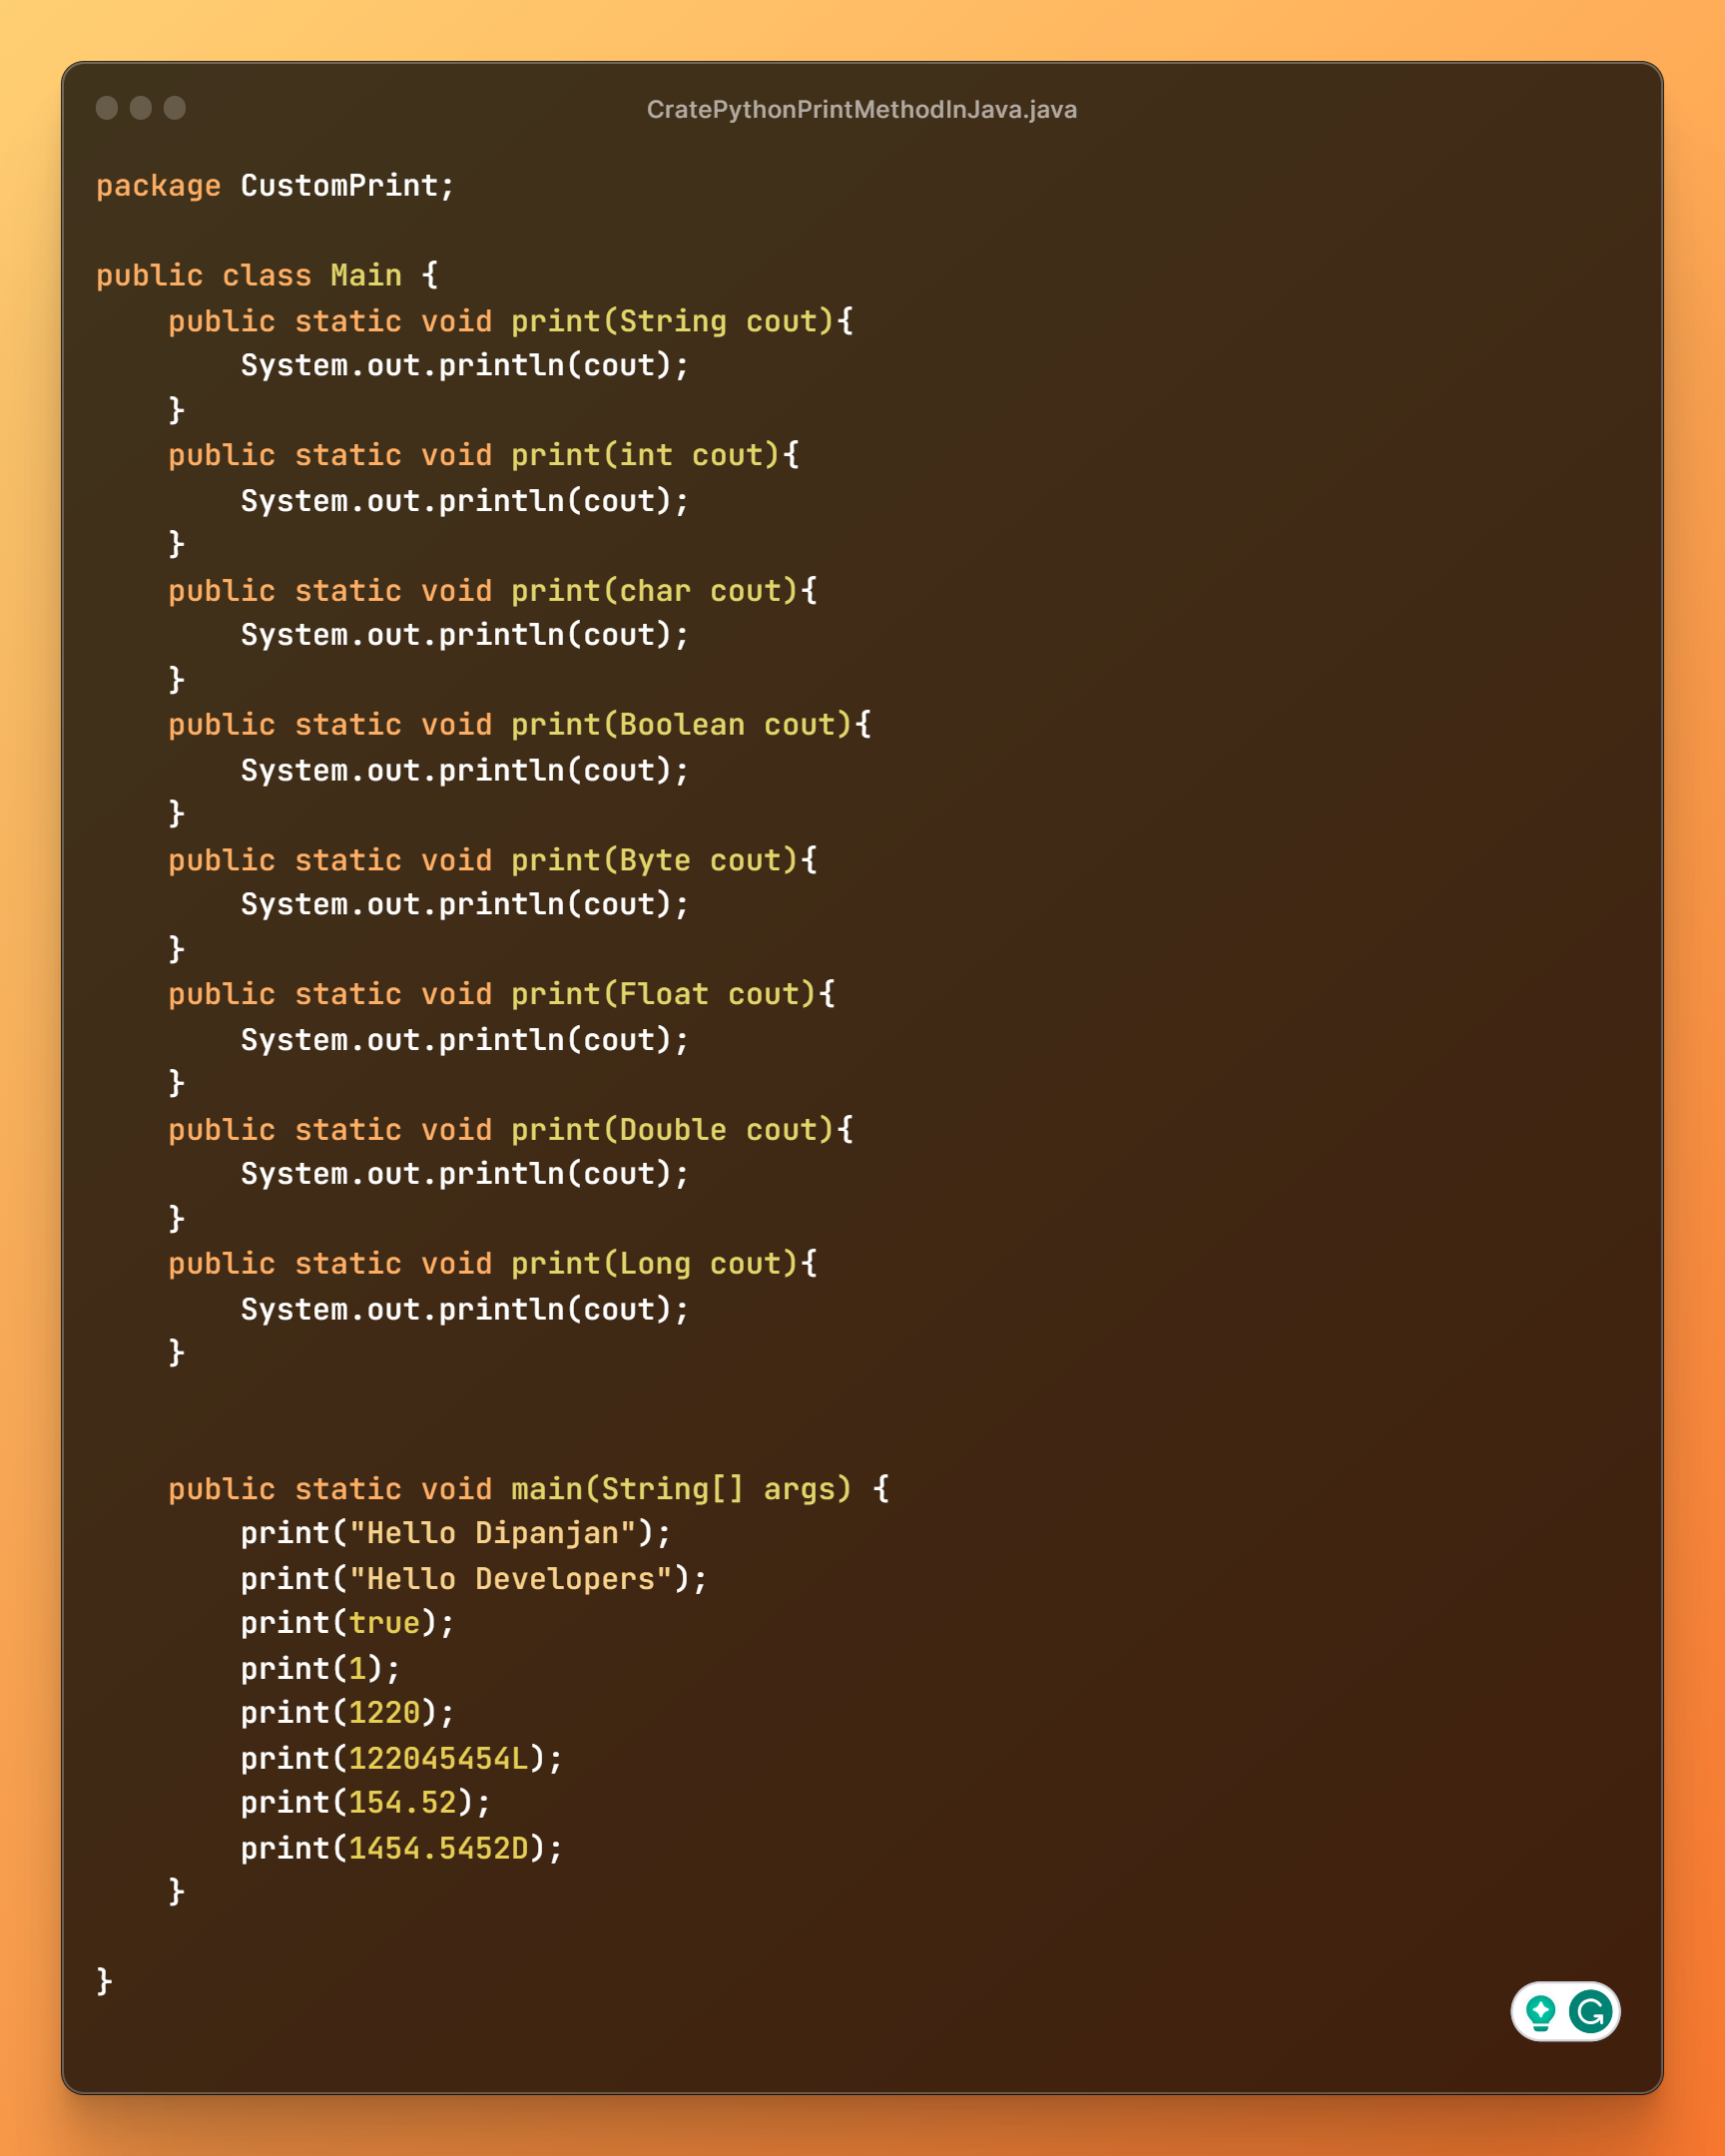 CratePythonPrintMethodInJava.java
package CustomPrint;
public class Main {
public static void print(String cout){
System.out.println(cout);
}
public static void print(int cout){
System.out.println(cout);
}
public static void print(char cout){
System.out.println(cout);
}
public static void print(Boolean cout){
System.out.println(cout);
}
public static void print(Byte cout){
System.out.println(cout);
}
public static void print(Float cout){
System.out.println(cout);
}
public static void print(Double cout){
System.out.println(cout);
}
public static void print(Long cout){
System.out.println(cout);
}
public static void main(String[] args) {
print("Hello Dipanjan");
print("Hello Developers");
print(true);
print(1);
print(1220);
print(122045454L);
print(154.52);
print(1454.5452D);
}
}